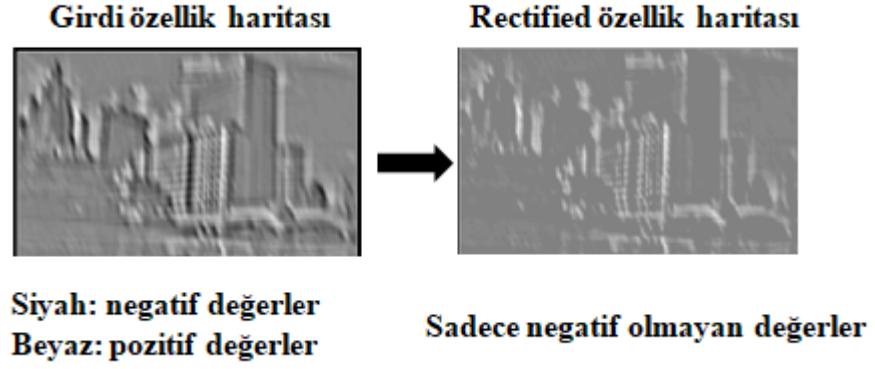 Girdi özellik haritası
Rectified özellik haritası
Siyah: negatif değerler
Beyaz: pozitif değerler
Sadece negatif olmayan değerler